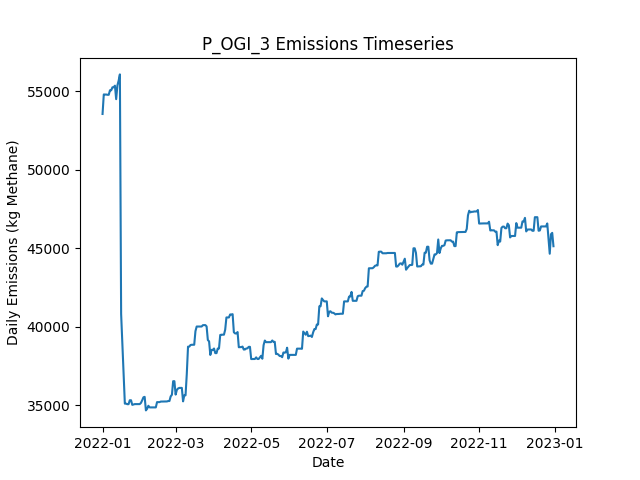 P_OGI_3 Emissions Timeseries
Daily Emissions (kg Methane)
55000
50000
45000
40000
35000
2022-01 2022-03 2022-05 2022-07 2022-09 2022-11 2023-01
Date